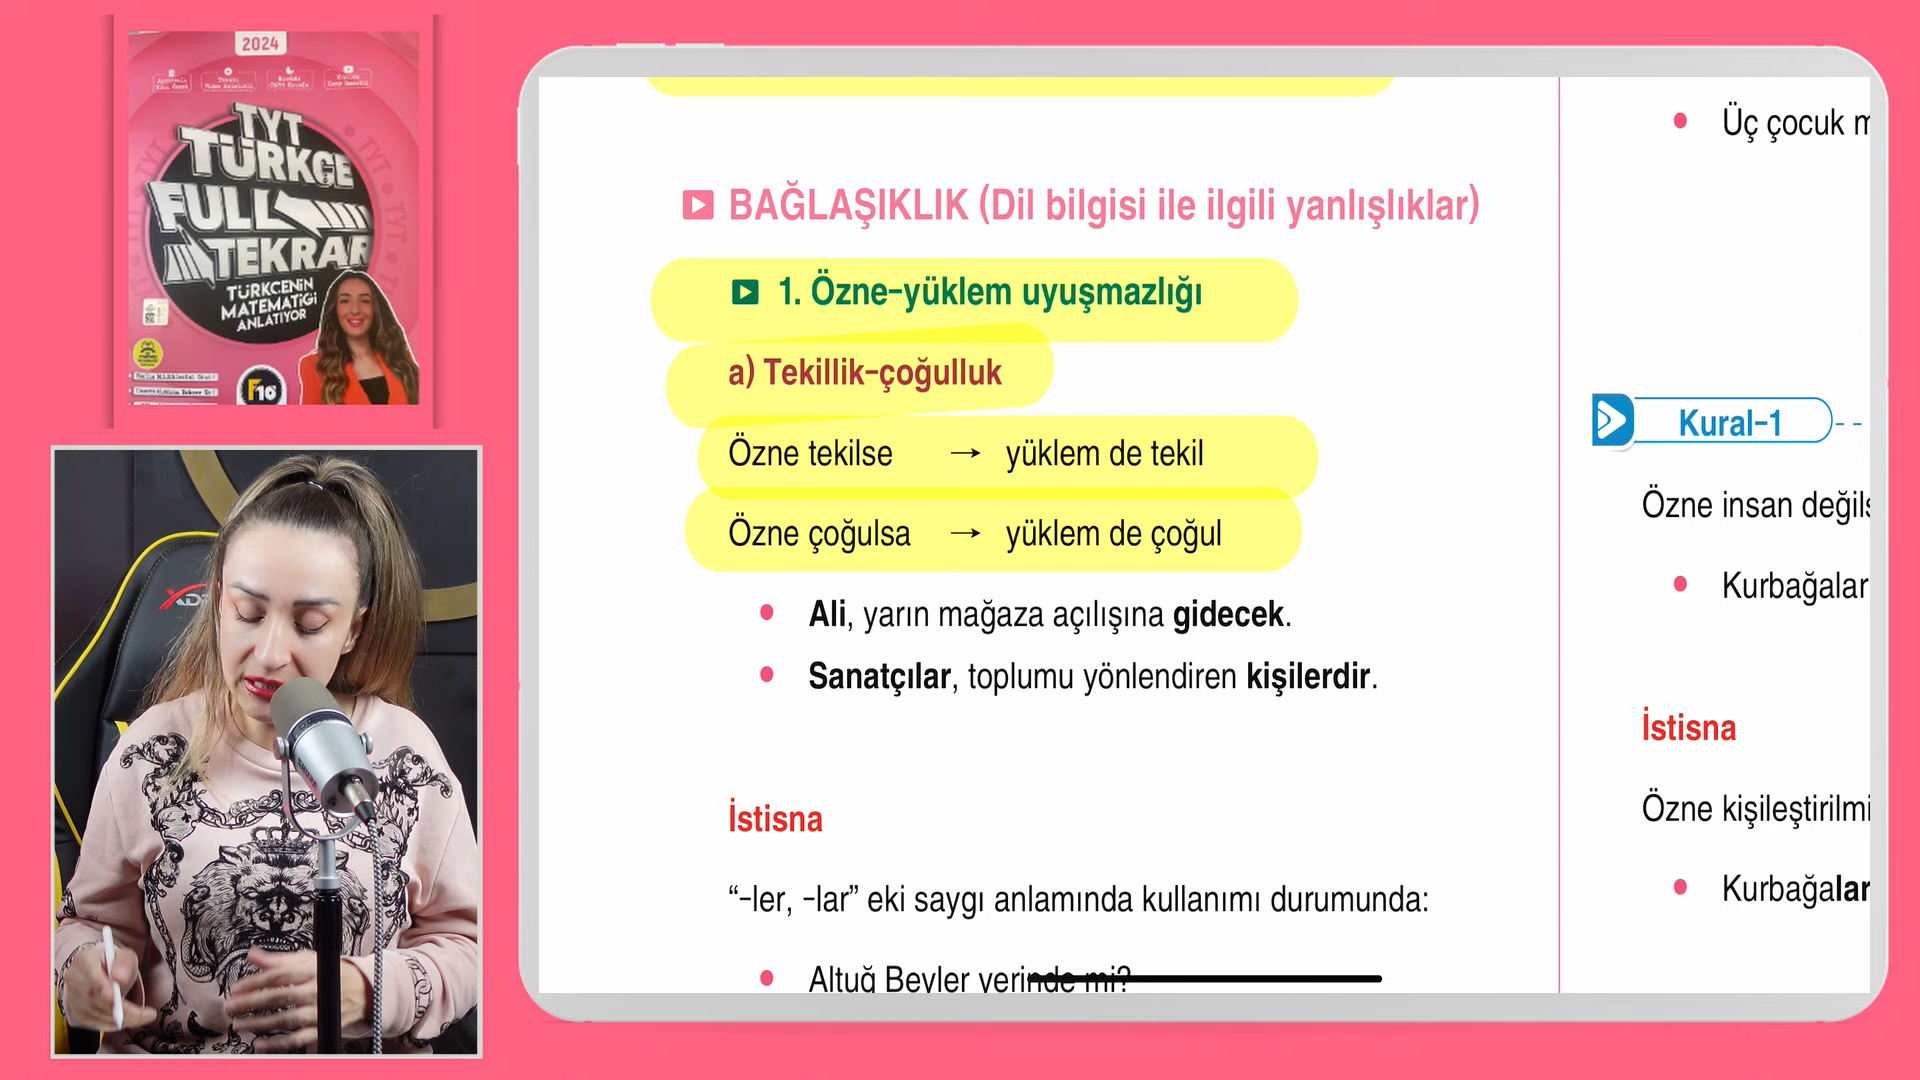 2024
TYT
TÜRKÇE
FULL
TEKRAR
TÜRKÇENİN
MATEMATİĞİ
ANLATIYOR
F16
BAĞLAŞIKLIK (Dil bilgisi ile ilgili yanlışlıklar)
1. Özne-yüklem uyuşmazlığı
a) Tekillik-çoğulluk
Özne tekilse → yüklem de tekil
Özne çoğulsa → yüklem de çoğul
• Ali, yarın mağaza açılışına gidecek.
• Sanatçılar, toplumu yönlendiren kişilerdir.
İstisna
“-ler, -lar” eki saygı anlamında kullanımı durumunda:
• Altuğ Beyler yerinde mi?
• Üç çocuk
Kural-1
Özne insan
• Kurbağalar
İstisna
Özne
• Kurbağalar